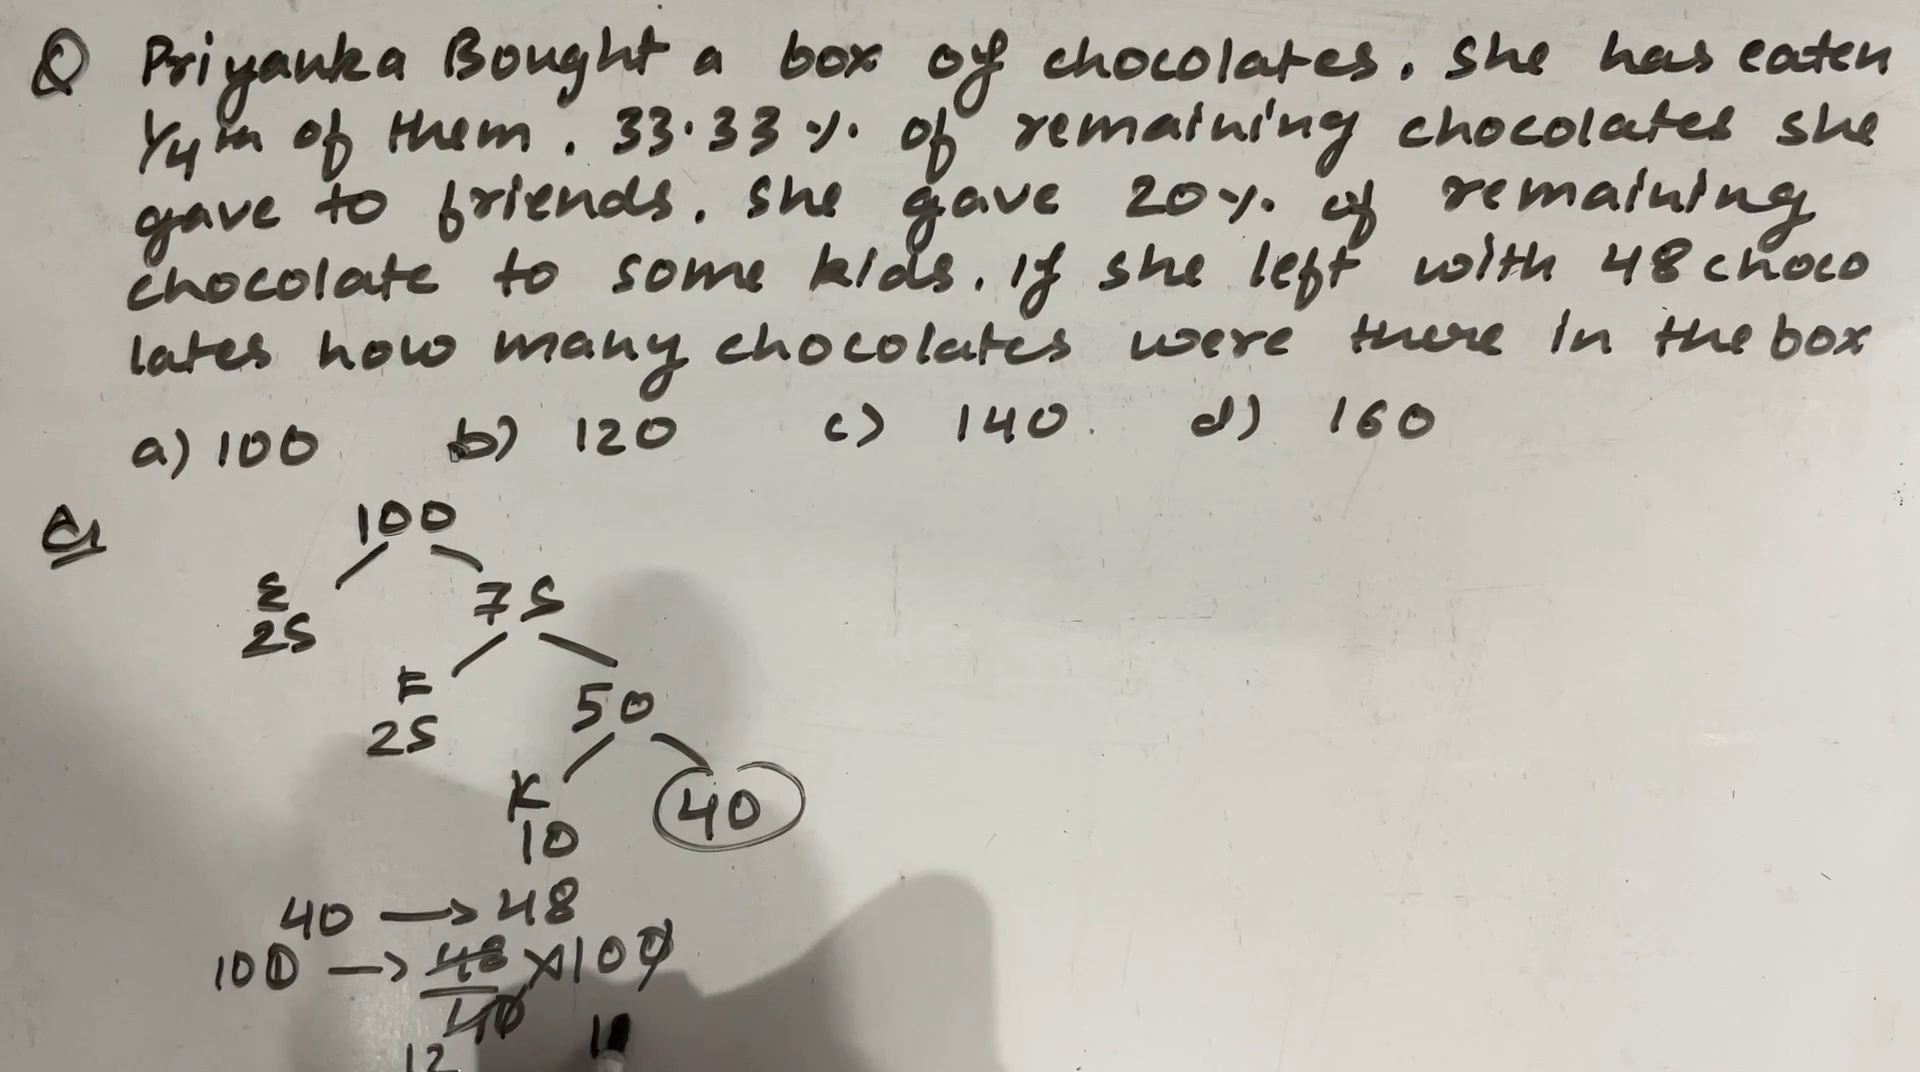 Q Priyanka Bought a box of chocolates. She has eaten
1/4th of them. 33.33% of remaining chocolates she
gave to friends. She gave 20% of remaining
chocolate to some kids. if she left with 48 choco
lates how many chocolates were there in the box
a) 100 b) 120 c) 140. d) 160
100
E 75
25
F 50
25
K 40
10
40 → 48
100 → 48 × 100
40
12